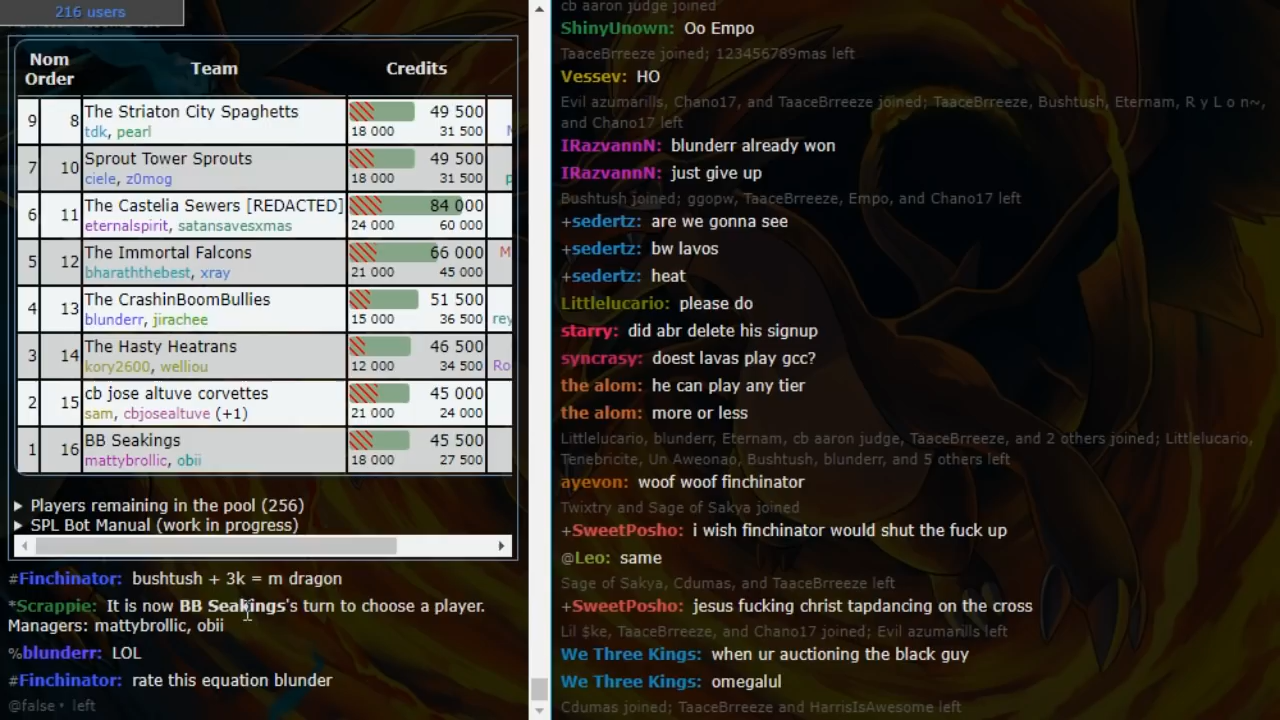 216 users
Nom Order Team Credits
9 8 The Striaton City Spaghetts 49 500
tdk, pearl 18 000 31 500
7 10 Sprout Tower Sprouts 49 500
ciele, z0mog 18 000 31 500
6 11 The Castelia Sewers [REDACTED] 84 000
eternalspirit, satansavesxmas 24 000 60 000
5 12 The Immortal Falcons 66 000
bharaththebest, xray 21 000 45 000
4 13 The CrashinBoomBullies 51 500
blunderr, jirachee 15 000 36 500 rey
3 14 The Hasty Heatrans 46 500
kory2600, welliou 12 000 34 500 Ro
2 15 cb jose altuve corvettes 45 000
sam, cbjosealtuve (+1) 21 000 24 000
1 16 BB Seakings 45 500
mattybrollic, obii 18 000 27 500
► Players remaining in the pool (256)
► SPL Bot Manual (work in progress)
#Finchinator: bushtush + 3k = m dragon
*Scrappie: It is now BB Seakings's turn to choose a player.
Managers: mattybrollic, obii
%blunderr: LOL
#Finchinator: rate this equation blunder
@false• left
cb aaron judge joined
ShinyUnown: Oo Empo
TaaceBrreeze joined; 123456789mas left
Vessev: HO
Evil azumarills, Chano17, and TaaceBrreeze joined; TaaceBrreeze, Bushtush, Eternam, R y L o n~,
and Chano17 left
IRazvannN: blunderr already won
IRazvannN: just give up
Bushtush joined; ggopw, TaaceBrreeze, Empo, and Chano17 left
+sedertz: are we gonna see
+sedertz: bw lavos
+sedertz: heat
Littlelucario: please do
starry: did abr delete his signup
syncrasy: doest lavas play gcc?
the alom: he can play any tier
the alom: more or less
Littlelucario, blunderr, Eternam, cb aaron judge, TaaceBrreeze, and 2 others joined; Littlelucario,
Tenebricite, Un Aweonao, Bushtush, blunderr, and 5 others left
ayevon: woof woof finchinator
Twixtry and Sage of Sakya joined
+SweetPosho: i wish finchinator would shut the fuck up
@Leo: same
Sage of Sakya, Cdumas, and TaaceBrreeze left
+SweetPosho: jesus fucking christ tapdancing on the cross
Lil $ke, TaaceBrreeze, and Chano17 joined; Evil azumarills left
We Three Kings: when ur auctioning the black guy
We Three Kings: omegalul
Cdumas joined; TaaceBrreeze and HarrisIsAwesome left